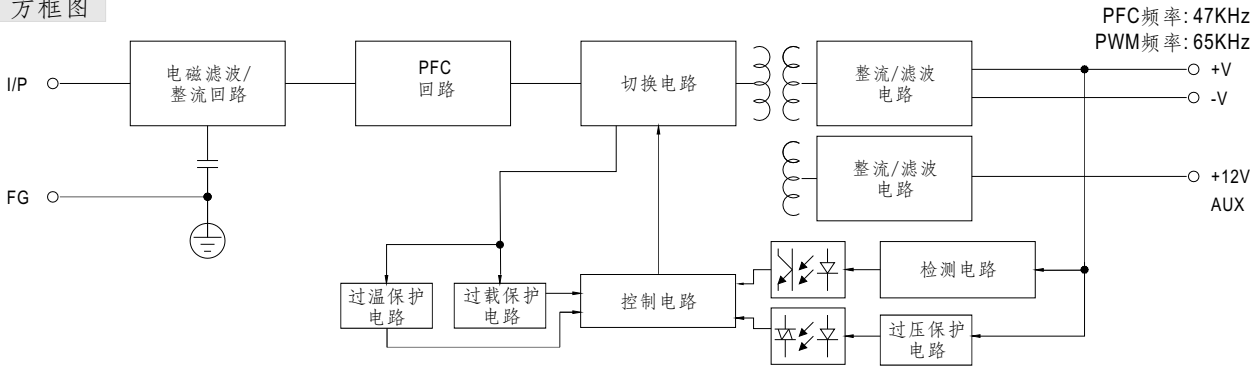 方框图
PFC频率: 47KHz
PWM频率: 65KHz
I/P
电磁滤波/
整流回路
PFC
回路
切换电路
整流/滤波
电路
+V
-V
整流/滤波
电路
+12V
AUX
FG
过温保护
电路
过载保护
电路
控制电路
检测电路
过压保护
电路